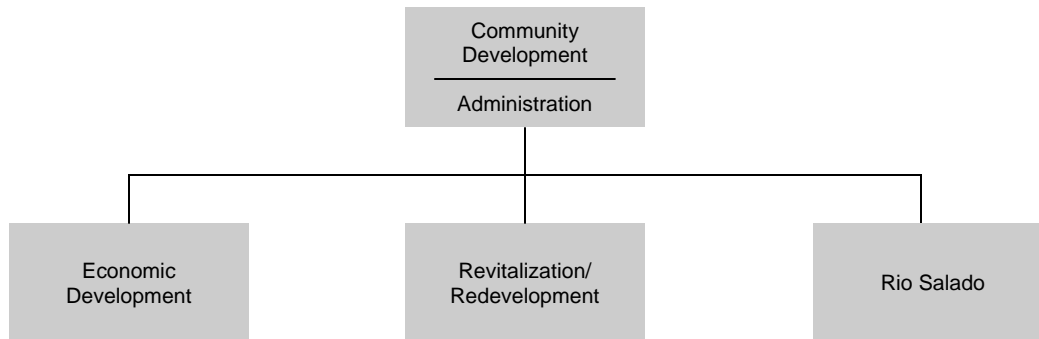 Community
Development
Administration
Economic
Development
Revitalization/
Redevelopment
Rio Salado